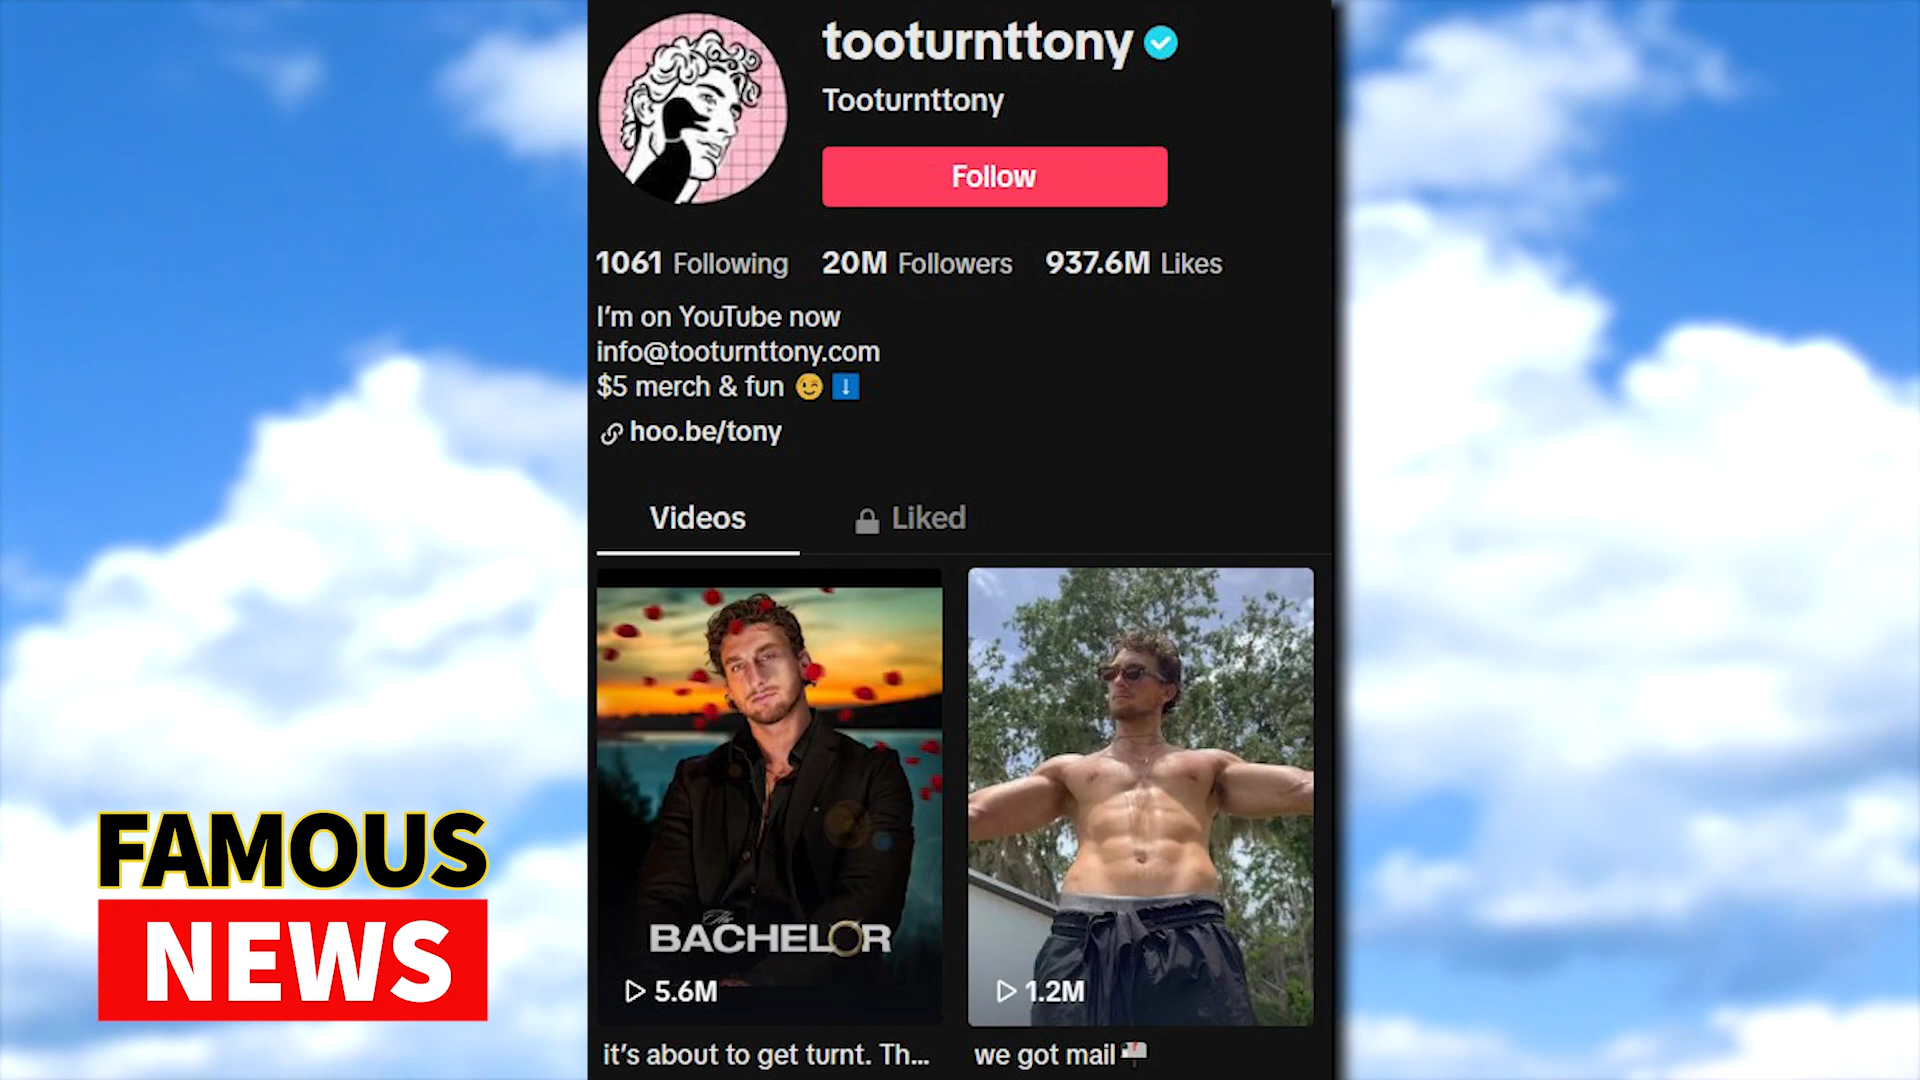 tooturnttony
Tooturnttony
Follow
1061 Following 20M Followers 937.6M Likes
I'm on YouTube now
info@tooturnttony.com
$5 merch & fun 😉 ⬇️
hoo.be/tony
Videos Liked
The
BACHELOR
5.6M
1.2M
it's about to get turnt. Th...
we got mail📬
FAMOUS
NEWS